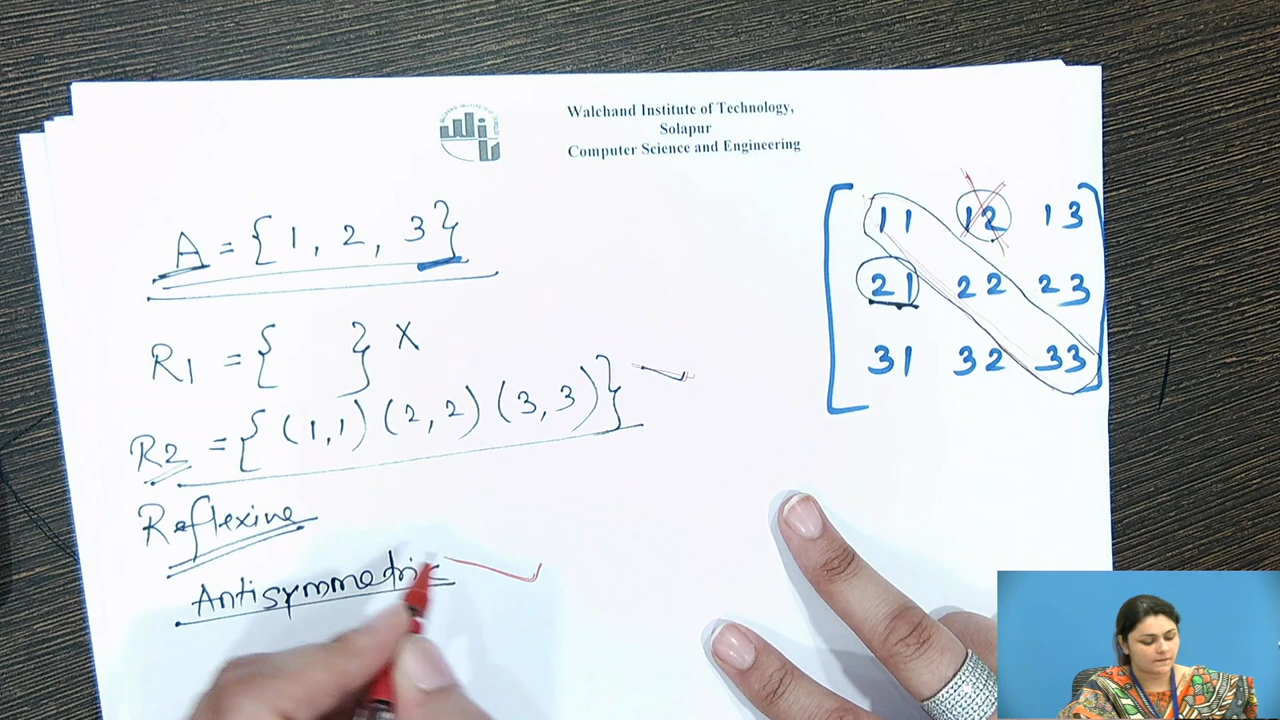 Walchand Institute of Technology,
Solapur
Computer Science and Engineering
A = {1, 2, 3}
R1 = { } X
R2 = {(1,1) (2,2) (3,3)}
Reflexive
Antisymmetric
11 12 13
21 22 23
31 32 33